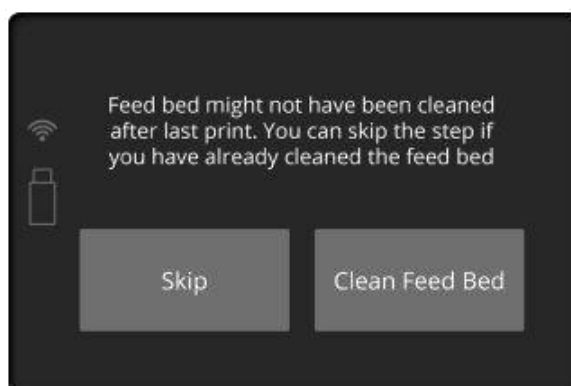 Feed bed might not have been cleaned
after last print. You can skip the step if
you have already cleaned the feed bed
Skip
Clean Feed Bed